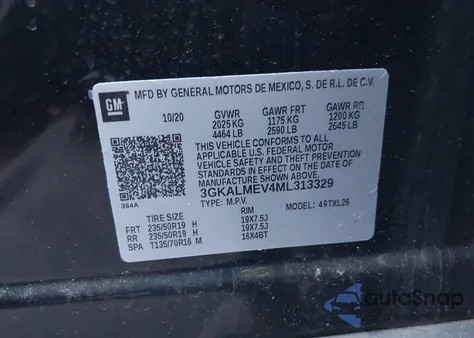 GM
MFD BY GENERAL MOTORS DE MEXICO, S. DE R.L. DE C.V.
10/20 GVWR GAWR FRT GAWR RR
2025 KG 1175 KG 1200 KG
4464 LB 2590 LB 2645 LB
THIS VEHICLE CONFORMS TO ALL
APPLICABLE U.S. FEDERAL MOTOR
VEHICLE SAFETY STANDARDS IN
EFFECT ON THE DATE OF
MANUFACTURE SHOWN ABOVE.
3GKALMEV4ML313329
384A TYPE: M.P.V. MODEL: 49TXL26
TIRE SIZE RIM
FRT 235/50R19 H 19X7.5J
RR 235/50R19 H 19X7.5J
SPA T135/70R16 M 16X4BT
autoSnap